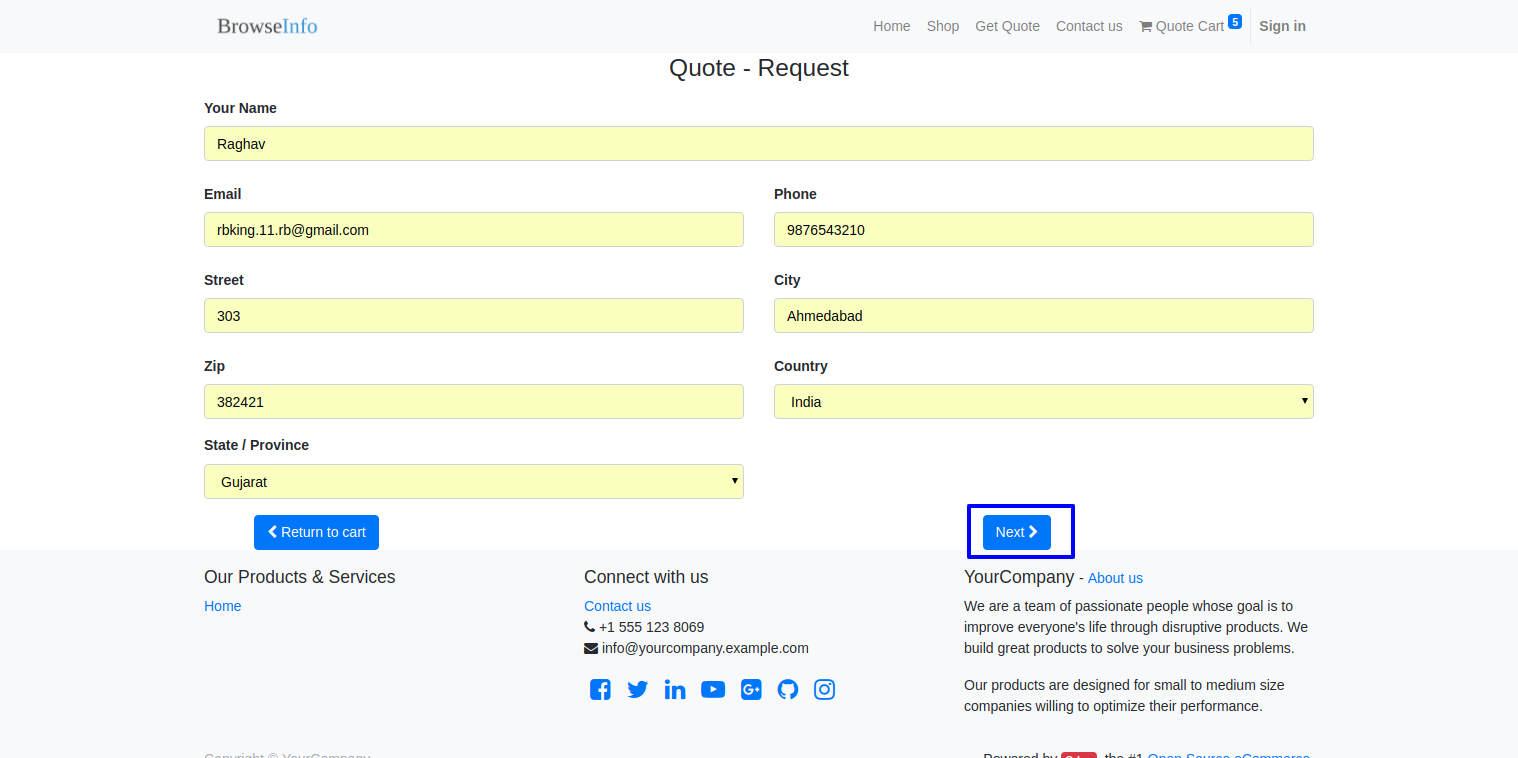 BrowseInfo
Home Shop Get Quote Contact us Quote Cart 5 Sign in
Quote - Request
Your Name
Raghav
Email Phone
rbking.11.rb@gmail.com 9876543210
Street City
303 Ahmedabad
Zip Country
382421 India
State / Province
Gujarat
Return to cart Next
Our Products & Services
Home
Connect with us
Contact us
+1 555 123 8069
info@yourcompany.example.com
YourCompany - About us
We are a team of passionate people whose goal is to
improve everyone's life through disruptive products. We
build great products to solve your business problems.
Our products are designed for small to medium size
companies willing to optimize their performance.
Copyright © YourCompany
Powered by the #1 Open Source eCommerce